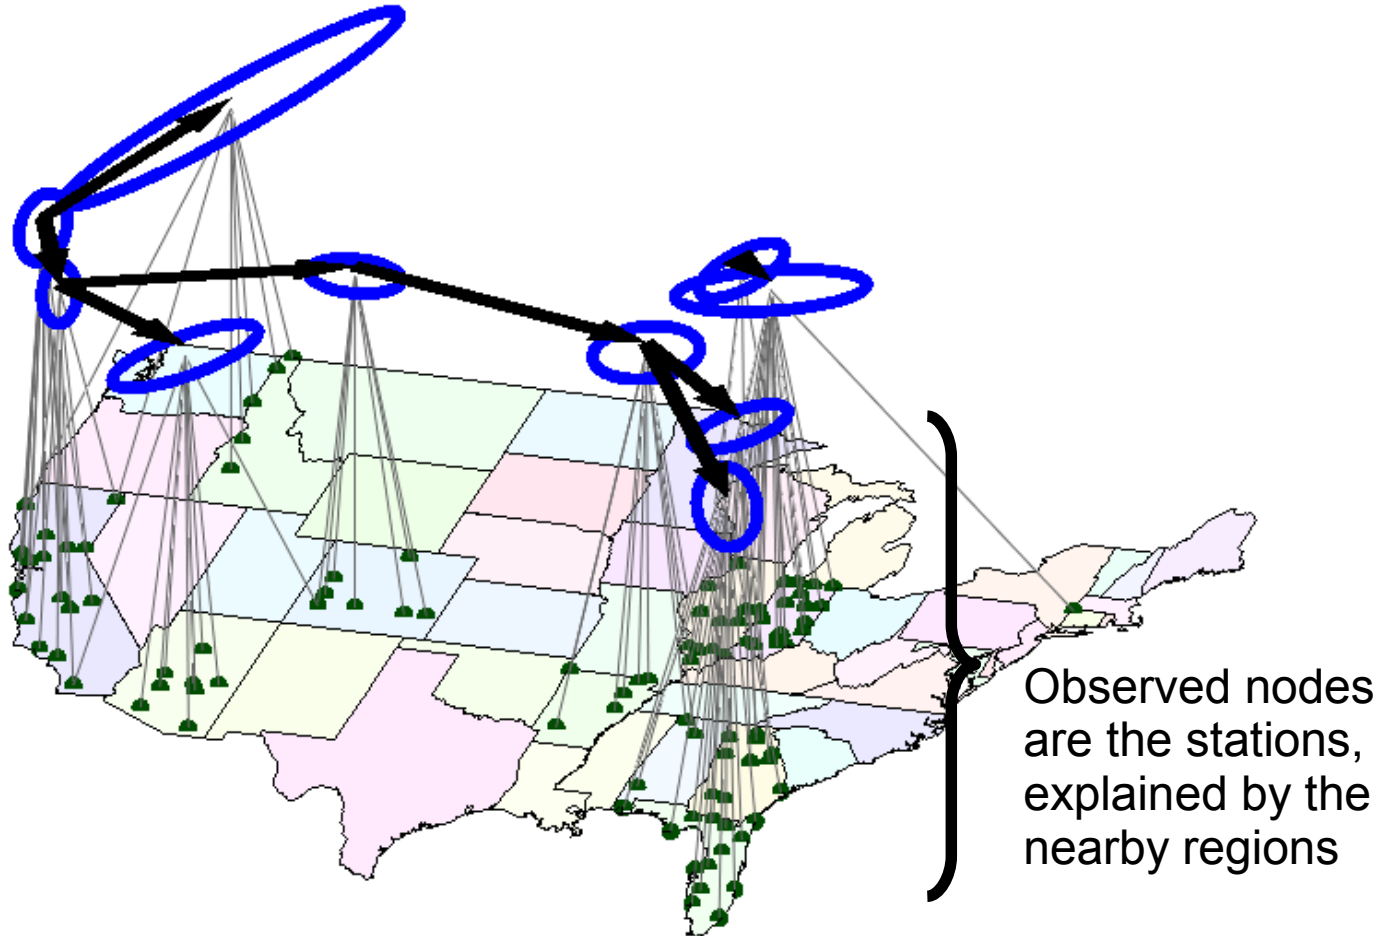 Observed nodes
are the stations,
explained by the
nearby regions